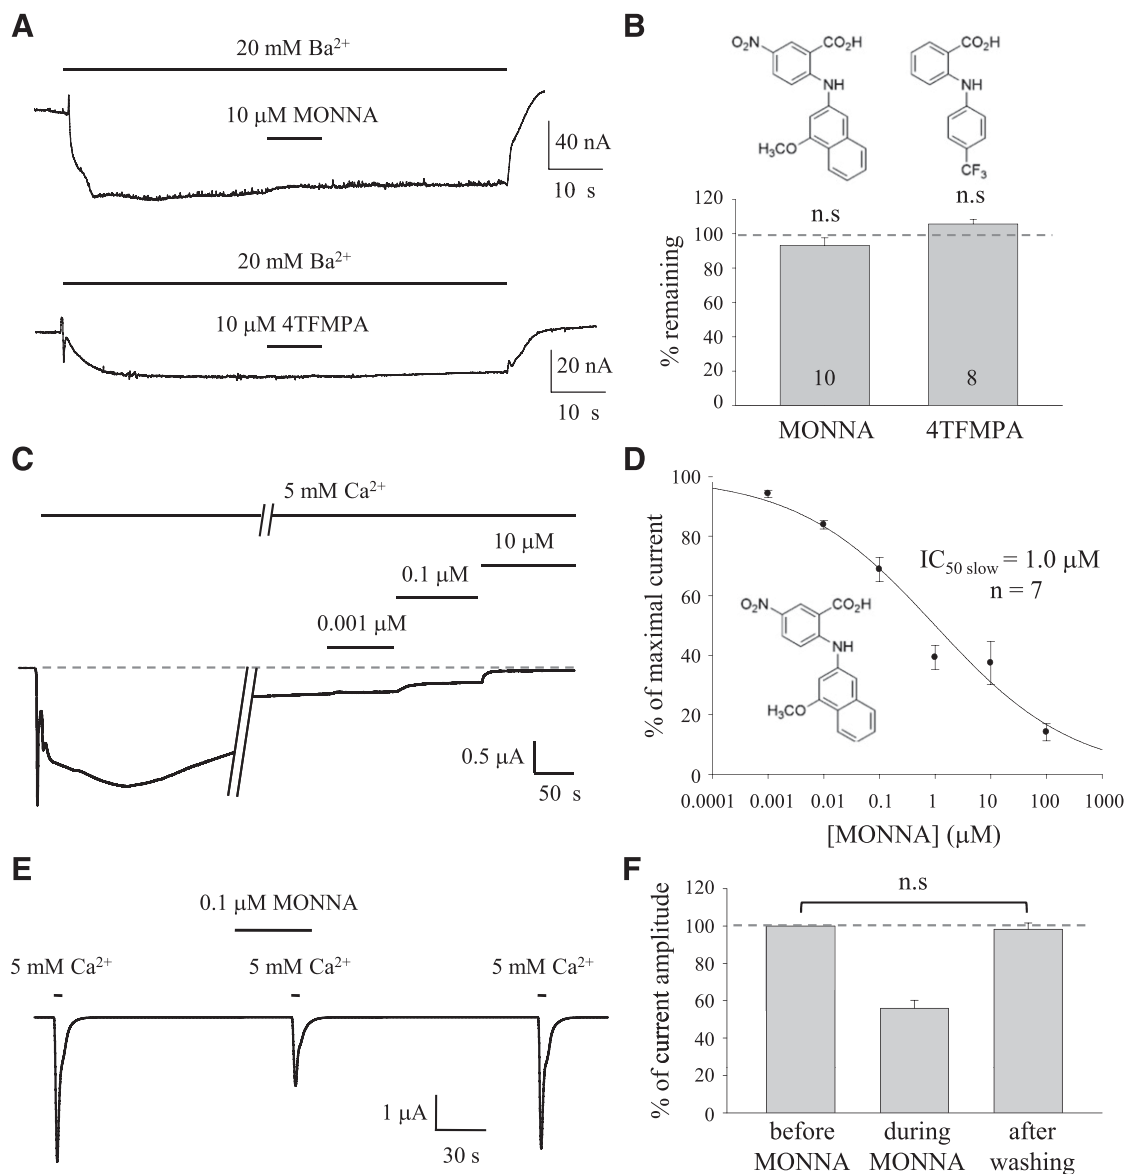 A
20 mM Ba²⁺
10 µM MONNA
40 nA
10 s
20 mM Ba²⁺
10 µM 4TFMPA
20 nA
10 s
B
O₂N
CO₂H
NH
H₃CO
CO₂H
NH
CF₃
% remaining
120
100
80
60
40
20
0
n.s
n.s
10
8
MONNA
4TFMPA
C
5 mM Ca²⁺
10 µM
0.1 µM
0.001 µM
0.5 µA
50 s
D
% of maximal current
100
80
60
40
20
0
IC₅₀ slow = 1.0 µM
n = 7
O₂N
CO₂H
NH
H₃CO
0.0001 0.001 0.01 0.1 1 10 100 1000
[MONNA] (µM)
E
0.1 µM MONNA
5 mM Ca²⁺ 5 mM Ca²⁺ 5 mM Ca²⁺
1 µA
30 s
F
% of current amplitude
120
100
80
60
40
20
0
n.s
before MONNA
during MONNA
after washing